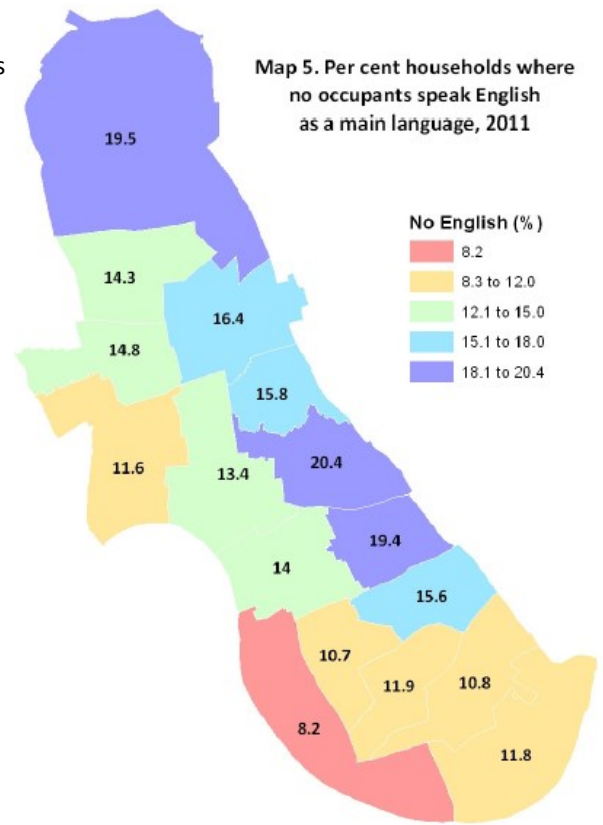 s
Map 5. Per cent households where
no occupants speak English
as a main language, 2011
19.5
No English (%)
8.2
8.3 to 12.0
12.1 to 15.0
15.1 to 18.0
18.1 to 20.4
14.3
16.4
14.8
15.8
11.6
13.4
20.4
19.4
14
15.6
10.7
11.9
10.8
8.2
11.8